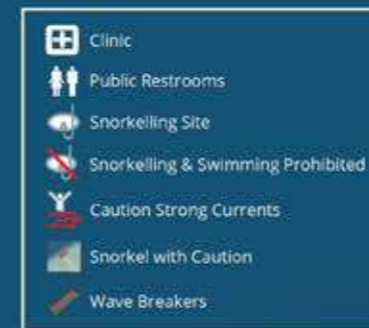 Clinic
Public Restrooms
Snorkelling Site
Snorkelling & Swimming Prohibited
Caution Strong Currents
Snorkel with Caution
Wave Breakers